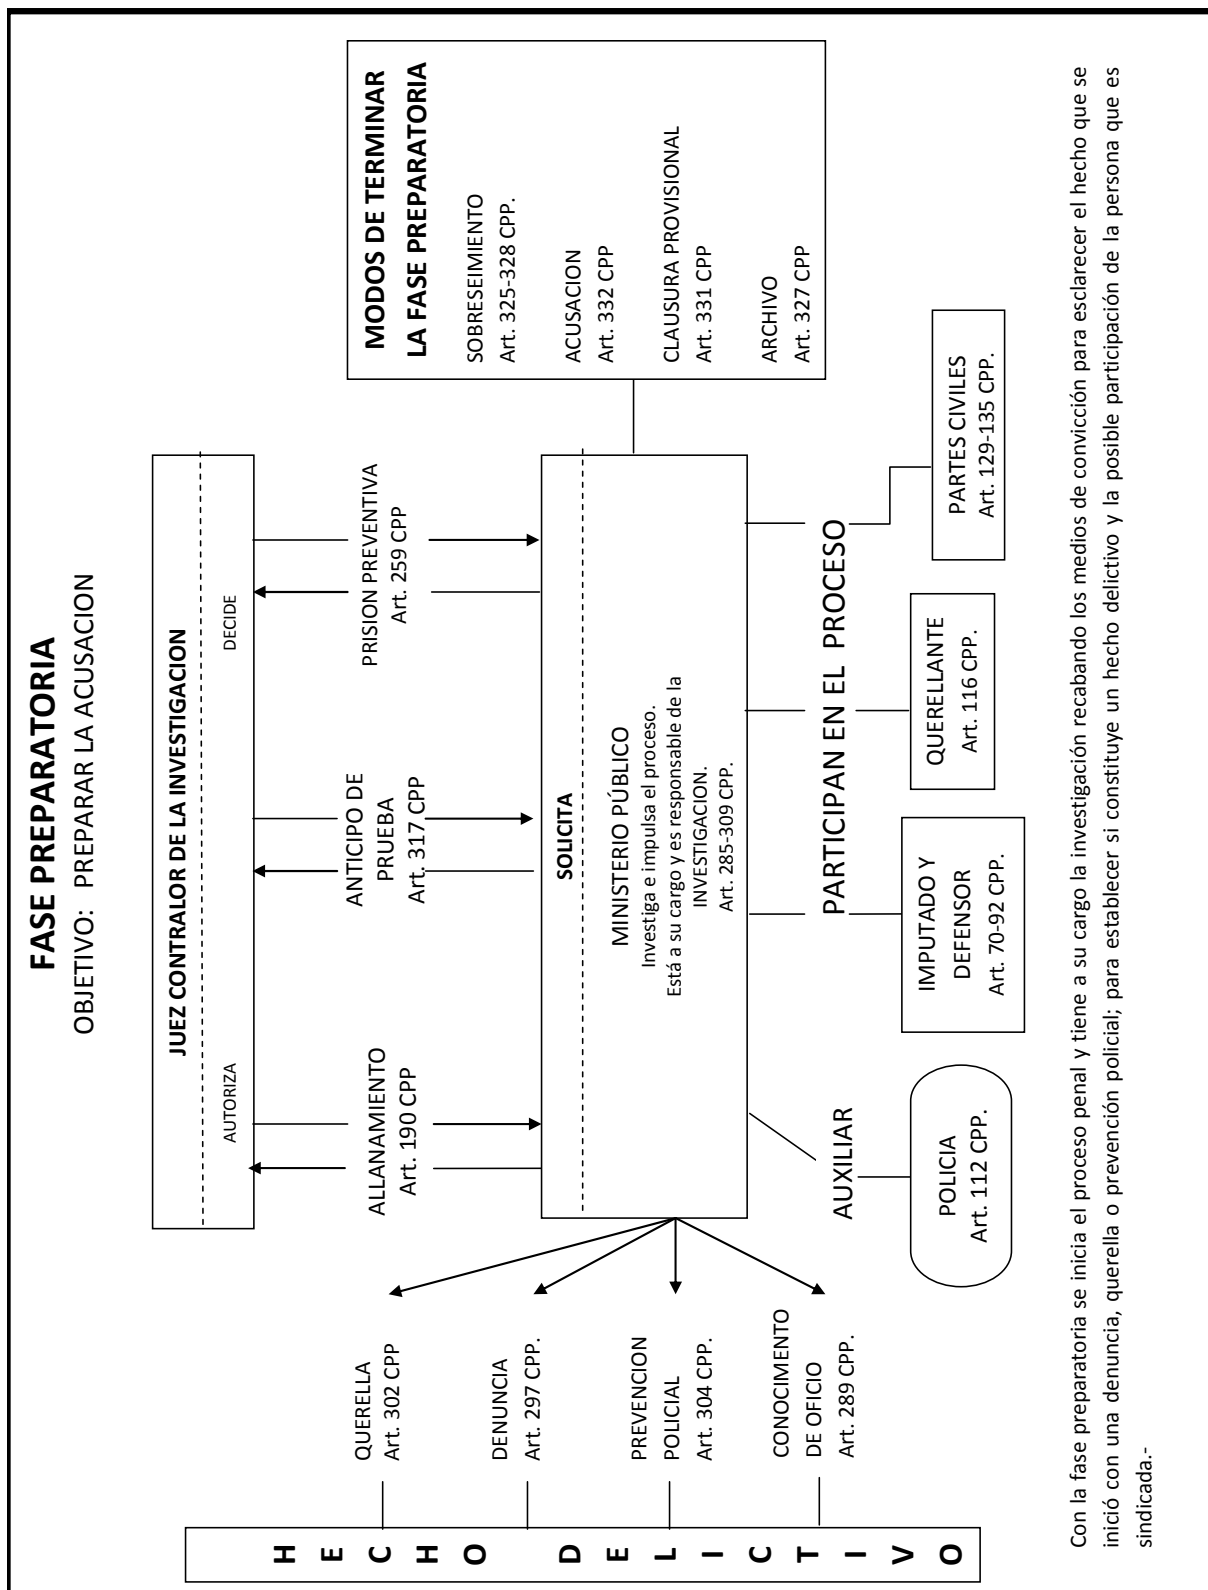 FASE PREPARATORIA
OBJETIVO: PREPARAR LA ACUSACION
HECHO DELICTIVO
QUERELLA
Art. 302 CPP
DENUNCIA
Art. 297 CPP.
PREVENCION
POLICIAL
Art. 304 CPP.
CONOCIMENTO
DE OFICIO
Art. 289 CPP.
JUEZ CONTRALOR DE LA INVESTIGACION
AUTORIZA
DECIDE
ALLANAMIENTO
Art. 190 CPP
ANTICIPO DE
PRUEBA
Art. 317 CPP
PRISION PREVENTIVA
Art. 259 CPP
SOLICITA
MINISTERIO PÚBLICO
Investiga e impulsa el proceso.
Está a su cargo y es responsable de la
INVESTIGACION.
Art. 285-309 CPP.
AUXILIAR
POLICIA
Art. 112 CPP.
PARTICIPAN EN EL PROCESO
IMPUTADO Y
DEFENSOR
Art. 70-92 CPP.
QUERELLANTE
Art. 116 CPP.
PARTES CIVILES
Art. 129-135 CPP.
MODOS DE TERMINAR
LA FASE PREPARATORIA
SOBRESEIMIENTO
Art. 325-328 CPP.
ACUSACION
Art. 332 CPP
CLAUSURA PROVISIONAL
Art. 331 CPP
ARCHIVO
Art. 327 CPP
Con la fase preparatoria se inicia el proceso penal y tiene a su cargo la investigación recabando los medios de convicción para esclarecer el hecho que se
inició con una denuncia, querella o prevención policial; para establecer si constituye un hecho delictivo y la posible participación de la persona que es
sindicada.-